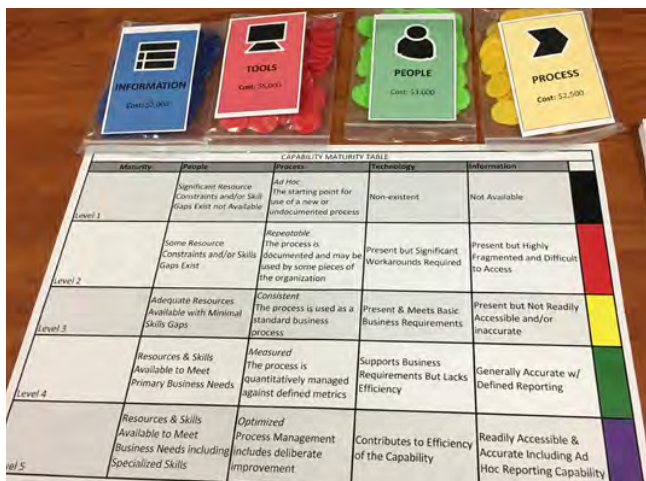 INFORMATION
Cost:
TOOLS
Cost:
PEOPLE
Cost: $3,000
PROCESS
Cost: $2,500
CAPABILITY MATURITY TABLE
Maturity People Process Technology Information
Level 1
Significant Resource
Constraints and/or Skill
Gaps Exist not Available
Ad Hoc
The starting point for
use of a new or
undocumented process
Non-existent
Not Available
Level 2
Some Resource
Constraints and/or Skills
Gaps Exist
Repeatable
The process is
documented and may be
used by some pieces of
the organization
Present but Significant
Workarounds Required
Present but Highly
Fragmented and Difficult
to Access
Level 3
Adequate Resources
Available with Minimal
Skills Gaps
Consistent
The process is used as a
standard business
process
Present & Meets Basic
Business Requirements
Present but Not Readily
Accessible and/or
inaccurate
Level 4
Resources & Skills
Available to Meet
Primary Business Needs
Measured
The process is
quantitatively managed
against defined metrics
Supports Business
Requirements But Lacks
Efficiency
Generally Accurate w/
Defined Reporting
vel 5
Resources & Skills
Available to Meet
Business Needs including
Specialized Skills
Optimized
Process Management
includes deliberate
improvement
Contributes to Efficiency
of the Capability
Readily Accessible &
Accurate Including Ad
Hoc Reporting Capability